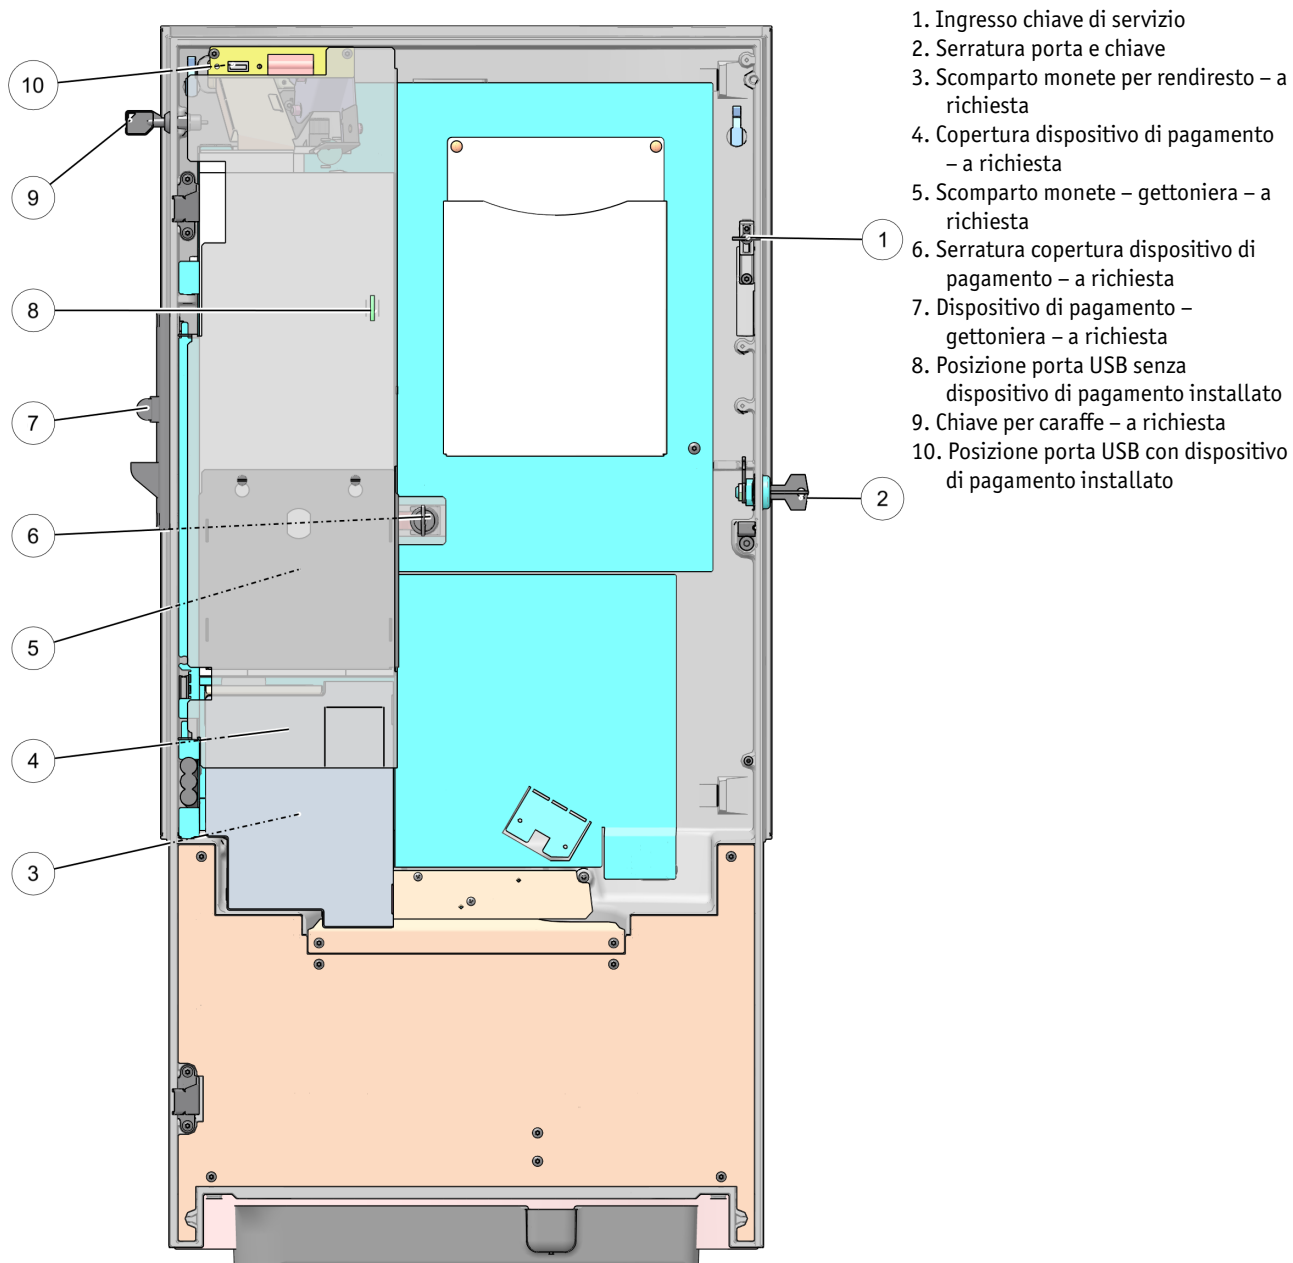 1. Ingresso chiave di servizio
2. Serratura porta e chiave
3. Scomparto monete per rendiresto – a
richiesta
4. Copertura dispositivo di pagamento
– a richiesta
5. Scomparto monete – gettoniera – a
richiesta
6. Serratura copertura dispositivo di
pagamento – a richiesta
7. Dispositivo di pagamento –
gettoniera – a richiesta
8. Posizione porta USB senza
dispositivo di pagamento installato
9. Chiave per caraffe – a richiesta
10. Posizione porta USB con dispositivo
di pagamento installato
10
9
8
7
6
5
4
3
1
2